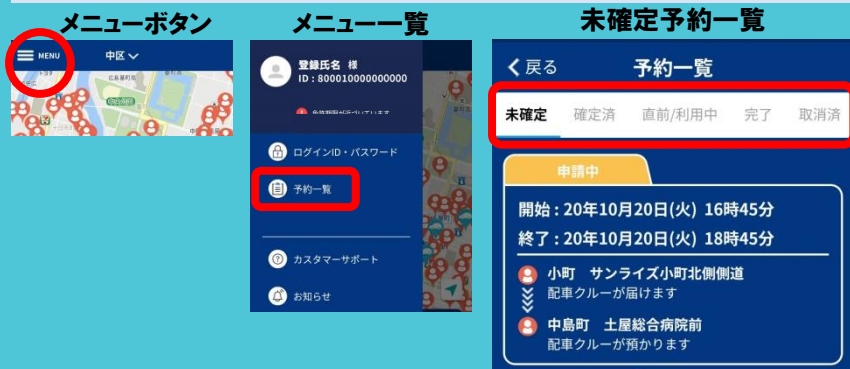 メニューボタン
メニュー一覧
未確定予約一覧
MENU
中区
登録氏名 様
ID : 800010000000000
ログインID・パスワード
予約一覧
カスタマーサポート
お知らせ
戻る
予約一覧
未確定 確定済 直前/利用中 完了 取消済
申請中
開始 : 20年10月20日(火) 16時45分
終了 : 20年10月20日(火) 18時45分
小町 サンライズ小町北側側道
配車クルーが届けます
中島町 土屋総合病院前
配車クルーが預かります